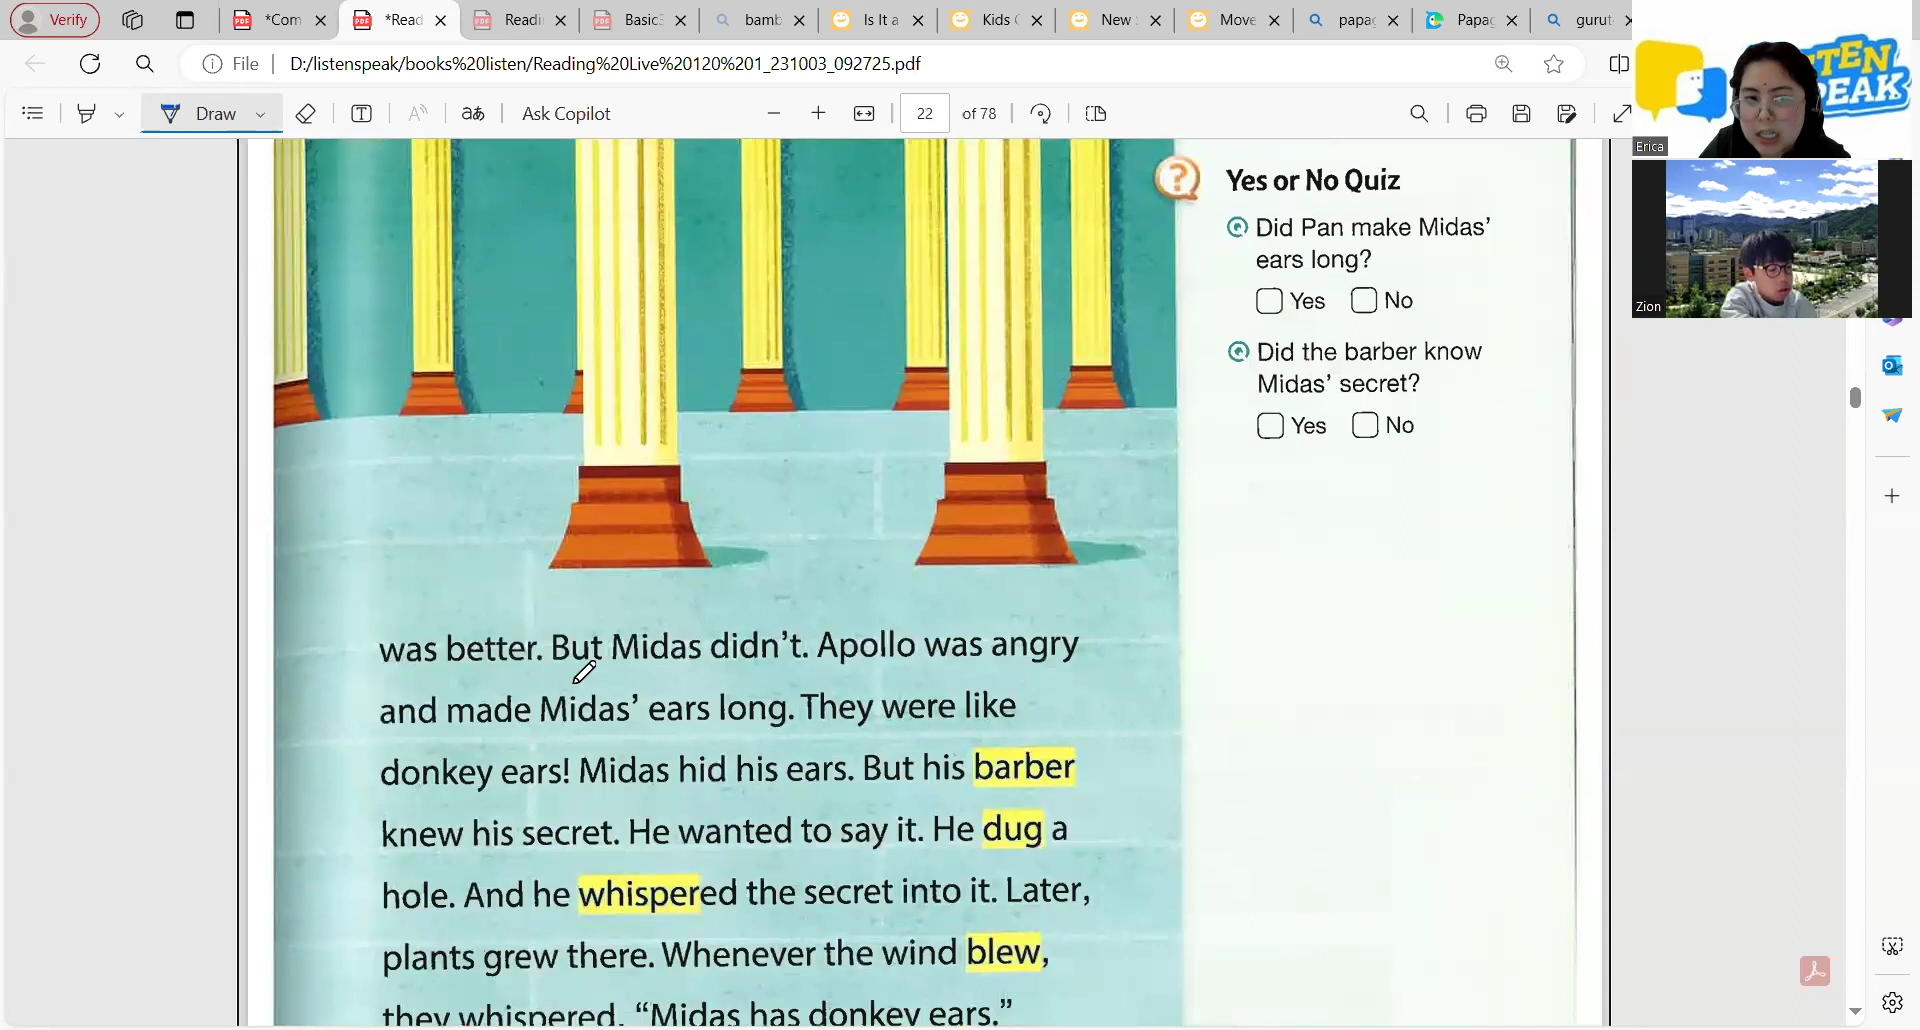 Verify
*Com
*Read
Readi
Basic
bamb
Is It a
Kids
New
Move
papa
Papa
gurut
File
D:/listenspeak/books%20listen/Reading%20Live%20120%201_231003_092725.pdf
Draw
T
aあ
Ask Copilot
22
of 78
TEN
PEAK
Erica
Zion
?
Yes or No Quiz
Q Did Pan make Midas’
ears long?
Yes No
Q Did the barber know
Midas’ secret?
Yes No
was better. But Midas didn’t. Apollo was angry
and made Midas’ ears long. They were like
donkey ears! Midas hid his ears. But his barber
knew his secret. He wanted to say it. He dug a
hole. And he whispered the secret into it. Later,
plants grew there. Whenever the wind blew,
they whispered, “Midas has donkey ears.”